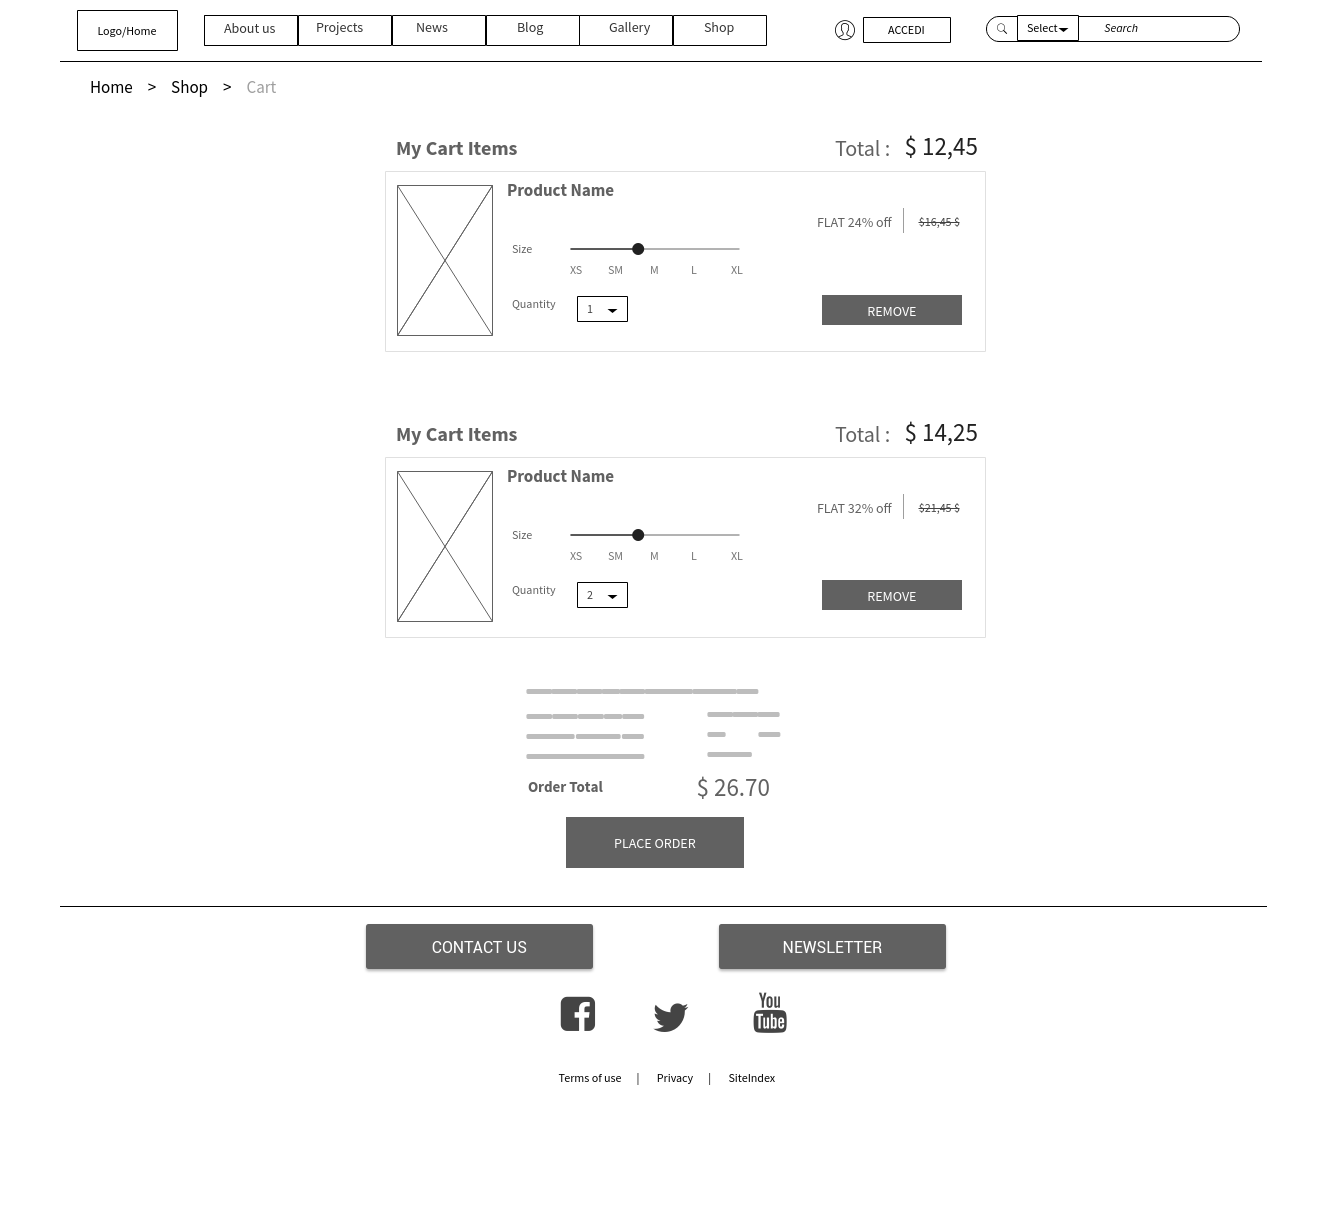 Logo/Home About us Projects News Blog Gallery Shop ACCEDI Select Search
Home > Shop > Cart
My Cart Items Total : $ 12,45
Product Name
FLAT 24% off $16,45 $
Size
XS SM M L XL
Quantity 1 REMOVE
My Cart Items Total : $ 14,25
Product Name
FLAT 32% off $21,45 $
Size
XS SM M L XL
Quantity 2 REMOVE
Order Total $ 26.70
PLACE ORDER
CONTACT US NEWSLETTER
You
Tube
Terms of use | Privacy | SiteIndex